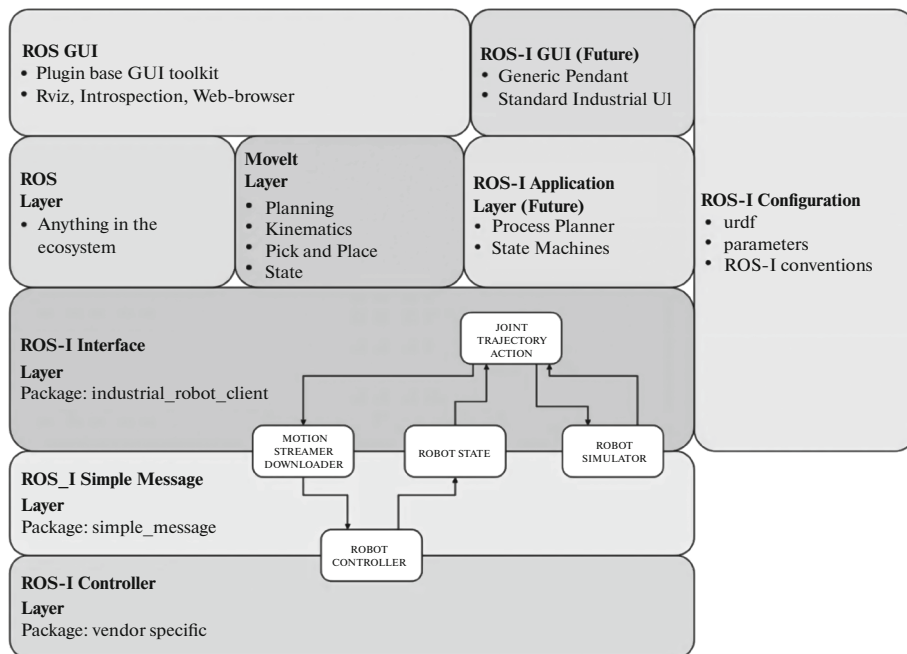 ROS GUI
• Plugin base GUI toolkit
• Rviz, Introspection, Web-browser
ROS-I GUI (Future)
• Generic Pendant
• Standard Industrial UI
ROS
Layer
• Anything in the
ecosystem
MoveIt
Layer
• Planning
• Kinematics
• Pick and Place
• State
ROS-I Application
Layer (Future)
• Process Planner
• State Machines
ROS-I Configuration
• urdf
• parameters
• ROS-I conventions
ROS-I Interface
Layer
Package: industrial_robot_client
JOINT
TRAJECTORY
ACTION
MOTION
STREAMER
DOWNLOADER
ROBOT STATE
ROBOT
SIMULATOR
ROS_I Simple Message
Layer
Package: simple_message
ROBOT
CONTROLLER
ROS-I Controller
Layer
Package: vendor specific